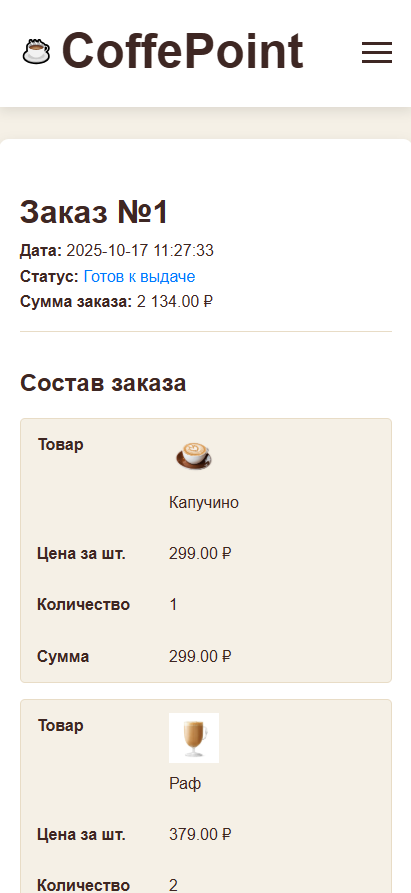 CoffePoint
Заказ №1
Дата: 2025-10-17 11:27:33
Статус: Готов к выдаче
Сумма заказа: 2 134.00 ₽
Состав заказа
Товар
Капучино
Цена за шт. 299.00 ₽
Количество 1
Сумма 299.00 ₽
Товар
Раф
Цена за шт. 379.00 ₽
Количество 2